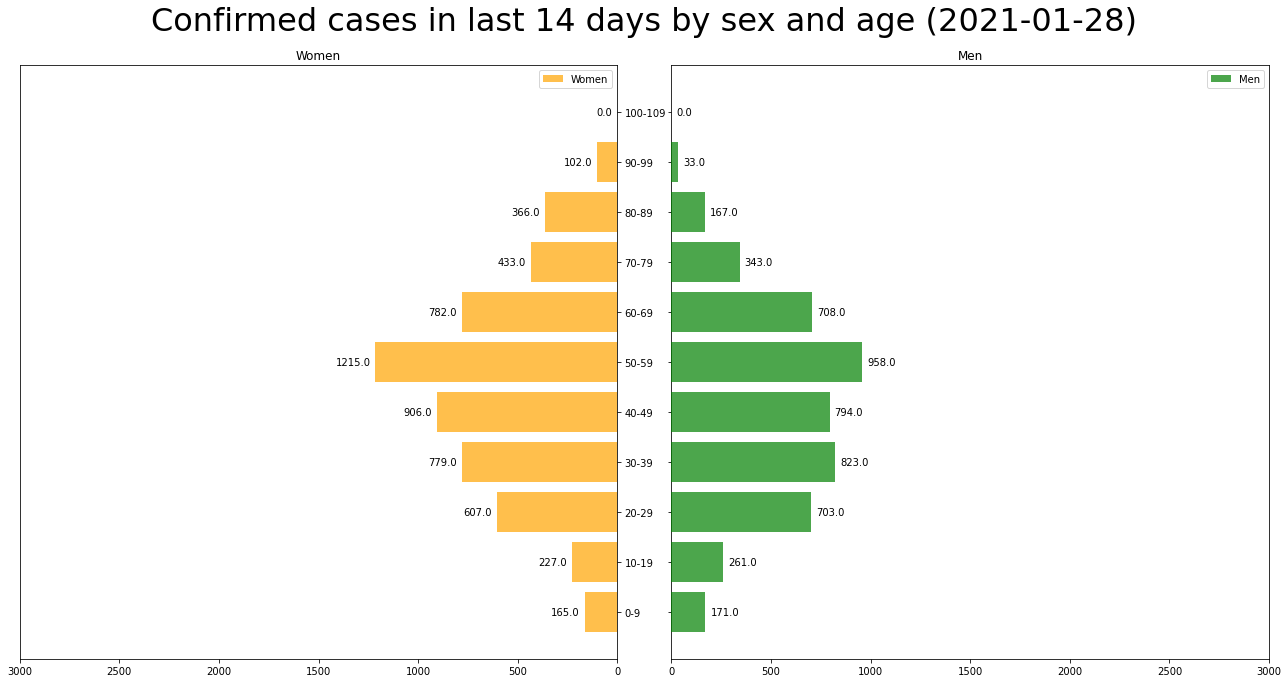 Confirmed cases in last 14 days by sex and age (2021-01-28)
Women Men
Women Men
0.0 100-109 0.0
102.0 90-99 33.0
366.0 80-89 167.0
433.0 70-79 343.0
782.0 60-69 708.0
1215.0 50-59 958.0
906.0 40-49 794.0
779.0 30-39 823.0
607.0 20-29 703.0
227.0 10-19 261.0
165.0 0-9 171.0
3000 2500 2000 1500 1000 500 0 0 500 1000 1500 2000 2500 3000